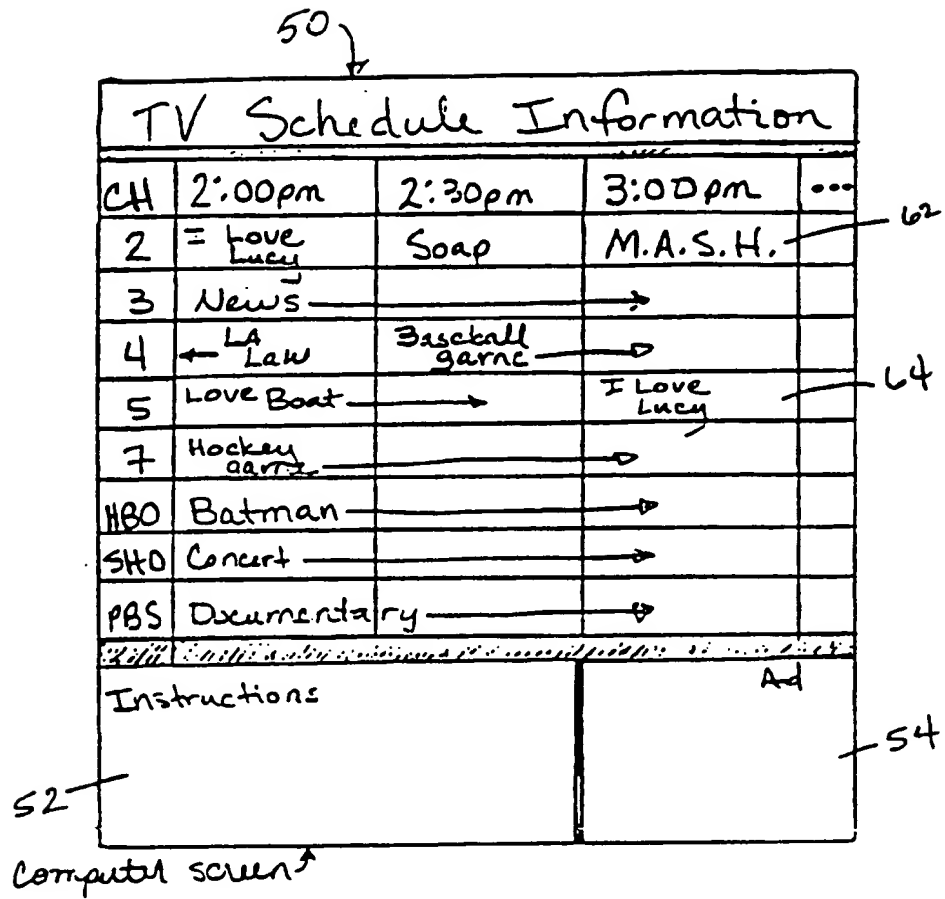 50
TV Schedule Information
CH 2:00pm 2:30pm 3:00pm ...
62
2 I Love Lucy Soap M.A.S.H.
3 News
4 LA Law Baseball game
64
5 Love Boat I Love Lucy
7 Hockey game
HBO Batman
SHO Concert
PBS Documentary
Instructions Ad
54
52
Computer screen